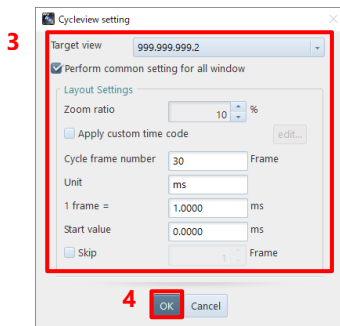 Cycleview setting
3
Target view 999.999.999.2
Perform common setting for all window
Layout Settings
Zoom ratio 10 %
Apply custom time code edit...
Cycle frame number 30 Frame
Unit ms
1 frame = 1.0000 ms
Start value 0.0000 ms
Skip 1 Frame
4 OK Cancel